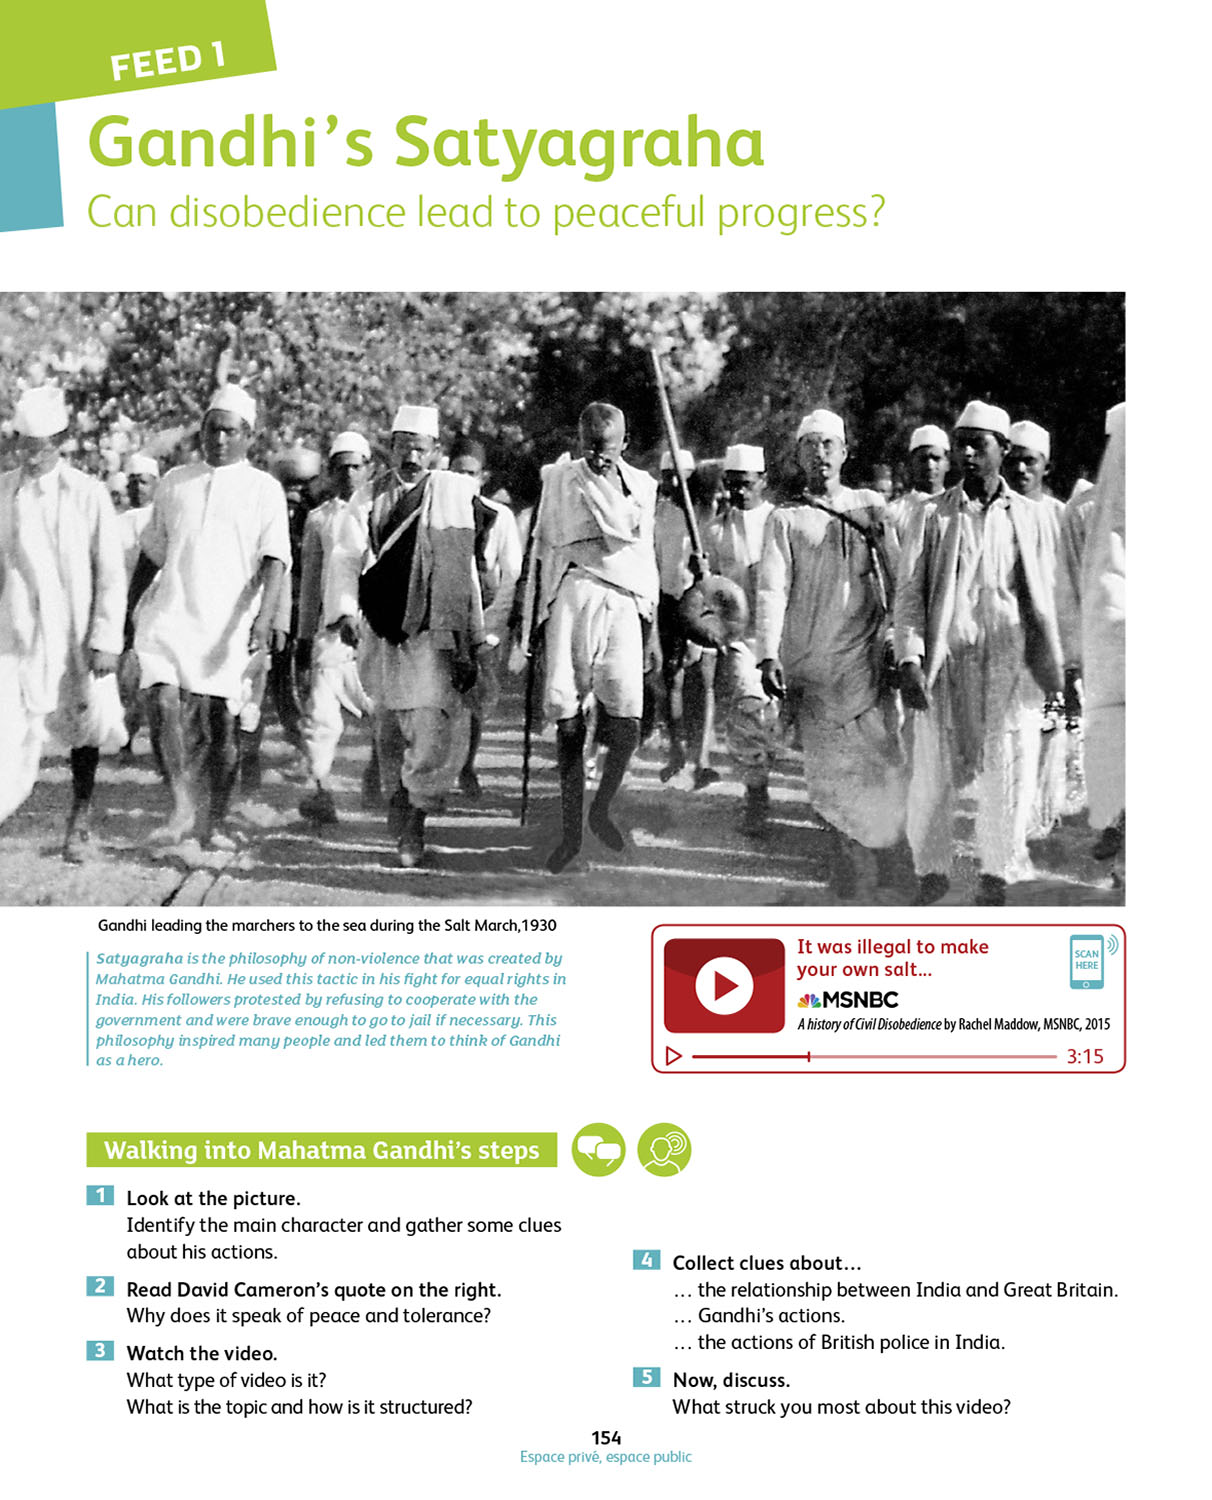 FEED 1
Gandhi's Satyagraha
Can disobedience lead to peaceful progress?
Gandhi leading the marchers to the sea during the Salt March,1930
Satyagraha is the philosophy of non-violence that was created by
Mahatma Gandhi. He used this tactic in his fight for equal rights in
India. His followers protested by refusing to cooperate with the
government and were brave enough to go to jail if necessary. This
philosophy inspired many people and led them to think of Gandhi
as a hero.
It was illegal to make
your own salt...
MSNBC
A history of Civil Disobedience by Rachel Maddow, MSNBC, 2015
3:15
SCAN
HERE
Walking into Mahatma Gandhi's steps
1 Look at the picture.
Identify the main character and gather some clues
about his actions.
2 Read David Cameron's quote on the right.
Why does it speak of peace and tolerance?
3 Watch the video.
What type of video is it?
What is the topic and how is it structured?
4 Collect clues about...
... the relationship between India and Great Britain.
... Gandhi's actions.
... the actions of British police in India.
5 Now, discuss.
What struck you most about this video?
154
Espace privé, espace public